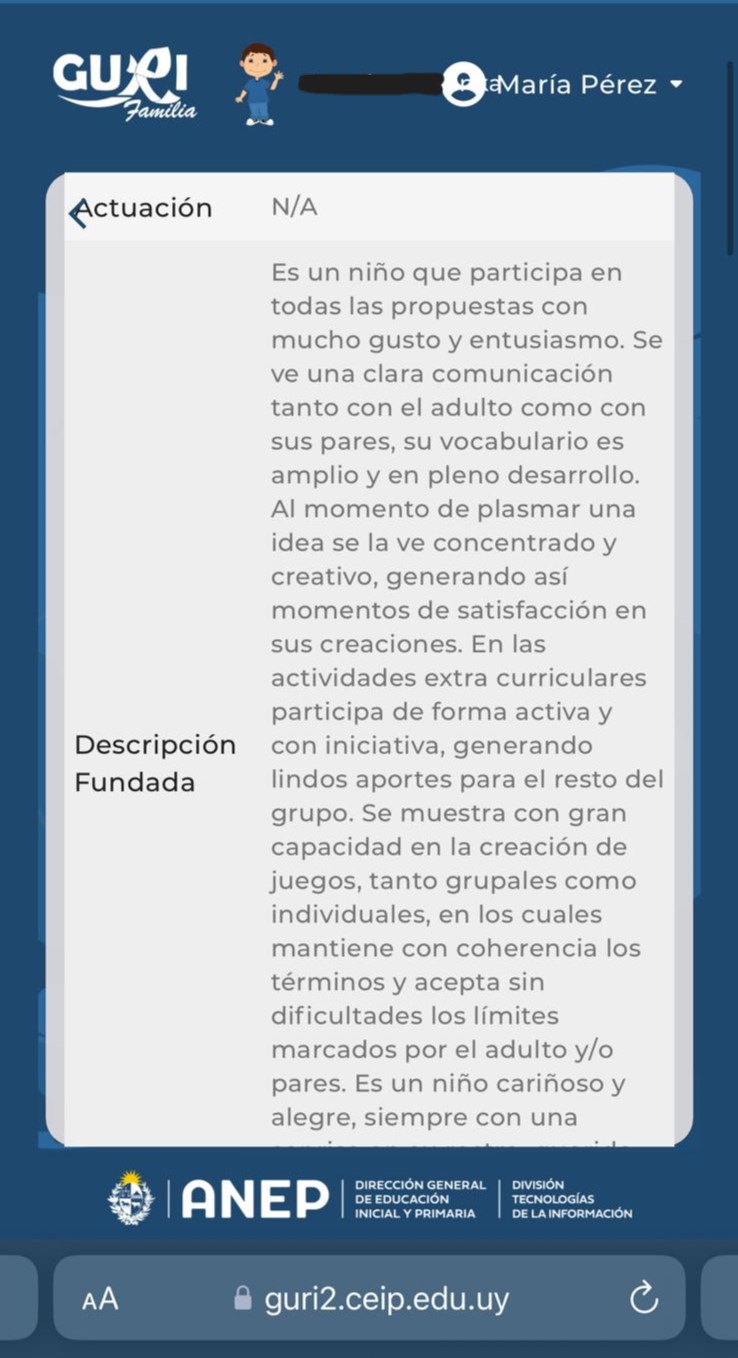 GURI
Familia
María Pérez
Actuación
N/A
Descripción
Fundada
Es un niño que participa en
todas las propuestas con
mucho gusto y entusiasmo. Se
ve una clara comunicación
tanto con el adulto como con
sus pares, su vocabulario es
amplio y en pleno desarrollo.
Al momento de plasmar una
idea se la ve concentrado y
creativo, generando así
momentos de satisfacción en
sus creaciones. En las
actividades extra curriculares
participa de forma activa y
con iniciativa, generando
lindos aportes para el resto del
grupo. Se muestra con gran
capacidad en la creación de
juegos, tanto grupales como
individuales, en los cuales
mantiene con coherencia los
términos y acepta sin
dificultades los límites
marcados por el adulto y/o
pares. Es un niño cariñoso y
alegre, siempre con una
ANEP
DIRECCIÓN GENERAL
DE EDUCACIÓN
INICIAL Y PRIMARIA
DIVISIÓN
TECNOLOGÍAS
DE LA INFORMACIÓN
AA
guri2.ceip.edu.uy